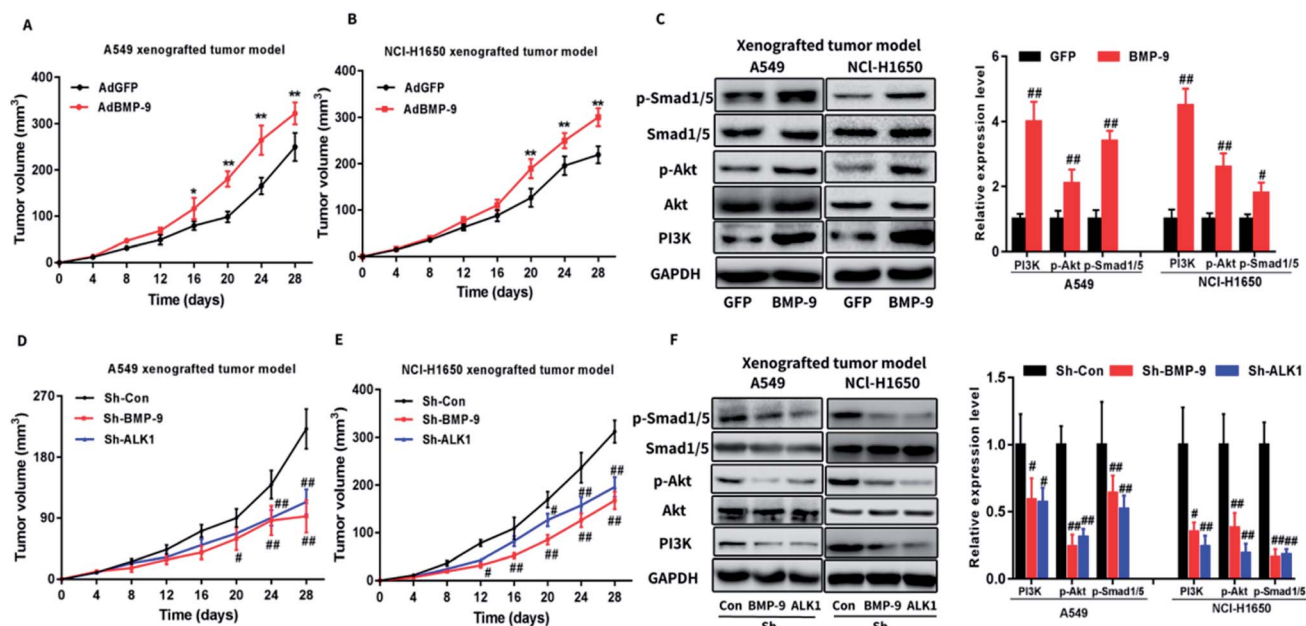 A
A549 xenografted tumor model
Tumor volume (mm³)
400
300
200
100
0
AdGFP
AdBMP-9
*
**
**
**
0 4 8 12 16 20 24 28
Time (days)
B
NCI-H1650 xenografted tumor model
Tumor volume (mm³)
400
300
200
100
0
AdGFP
AdBMP-9
**
**
**
0 4 8 12 16 20 24 28
Time (days)
C
Xenografted tumor model
A549 NCl-H1650
p-Smad1/5
Smad1/5
p-Akt
Akt
PI3K
GAPDH
GFP BMP-9 GFP BMP-9
GFP BMP-9
Relative expression level
6
4
2
0
## ## ## ## ## #
PI3K p-Akt p-Smad1/5 PI3K p-Akt p-Smad1/5
A549 NCI-H1650
D
A549 xenografted tumor model
Tumor volume (mm³)
270
180
90
0
Sh-Con
Sh-BMP-9
Sh-ALK1
#
##
##
##
##
0 4 8 12 16 20 24 28
Time (days)
E
NCI-H1650 xenografted tumor model
Tumor volume (mm³)
400
300
200
100
0
Sh-Con
Sh-BMP-9
Sh-ALK1
#
##
#
##
##
##
##
##
0 4 8 12 16 20 24 28
Time (days)
F
Xenografted tumor model
A549 NCl-H1650
p-Smad1/5
Smad1/5
p-Akt
Akt
PI3K
GAPDH
Con BMP-9 ALK1 Con BMP-9 ALK1
Sh Sh
Sh-Con Sh-BMP-9 Sh-ALK1
Relative expression level
1.5
1.0
0.5
0.0
# # ## ## ## ## # ## ## ## ####
PI3K p-Akt p-Smad1/5 PI3K p-Akt p-Smad1/5
A549 NCI-H1650